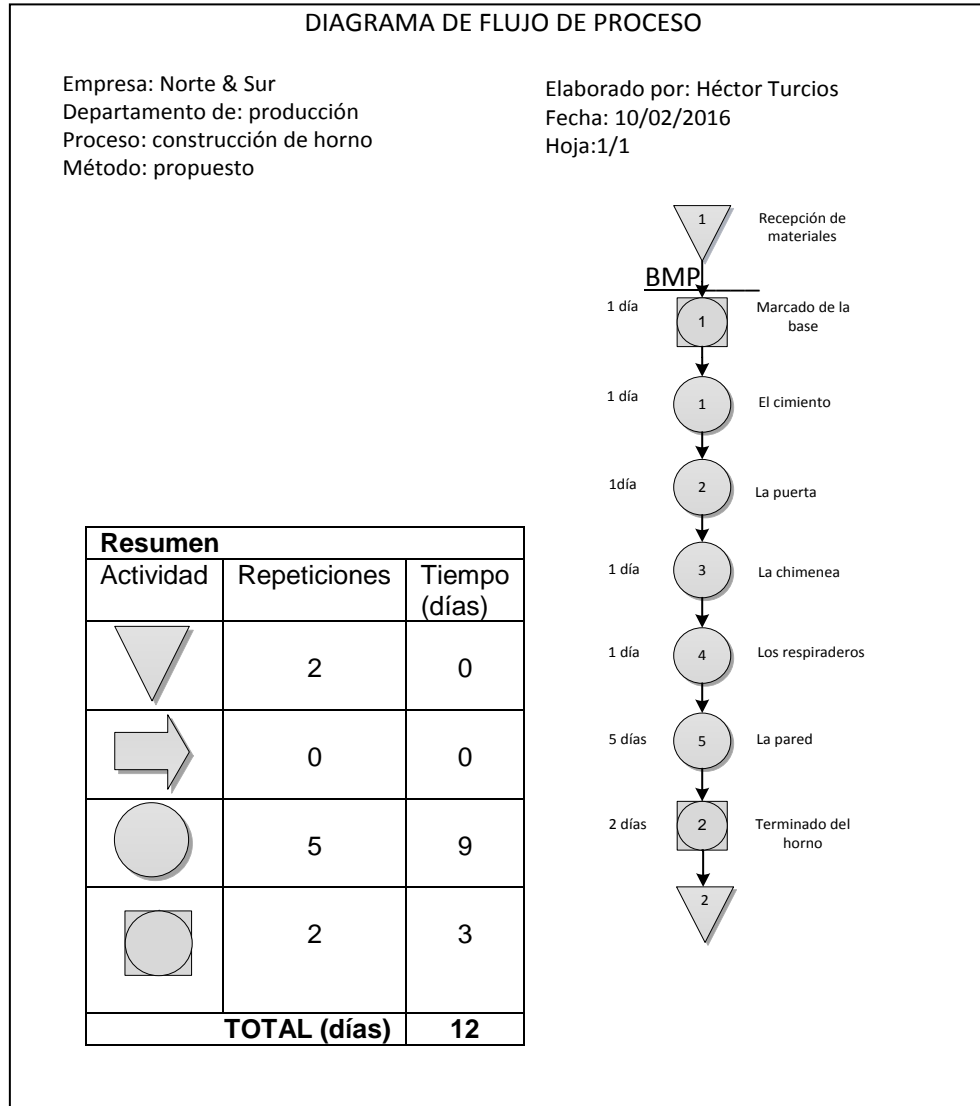 DIAGRAMA DE FLUJO DE PROCESO
Empresa: Norte & Sur
Departamento de: producción
Proceso: construcción de horno
Método: propuesto
Elaborado por: Héctor Turcios
Fecha: 10/02/2016
Hoja:1/1
1
Recepción de
materiales
BMP
1 día
1
Marcado de la
base
1 día
1
El cimiento
1día
2
La puerta
1 día
3
La chimenea
1 día
4
Los respiraderos
5 días
5
La pared
2 días
2
Terminado del
horno
2
Resumen
Actividad Repeticiones Tiempo
(días)
2 0
0 0
5 9
2 3
TOTAL (días) 12